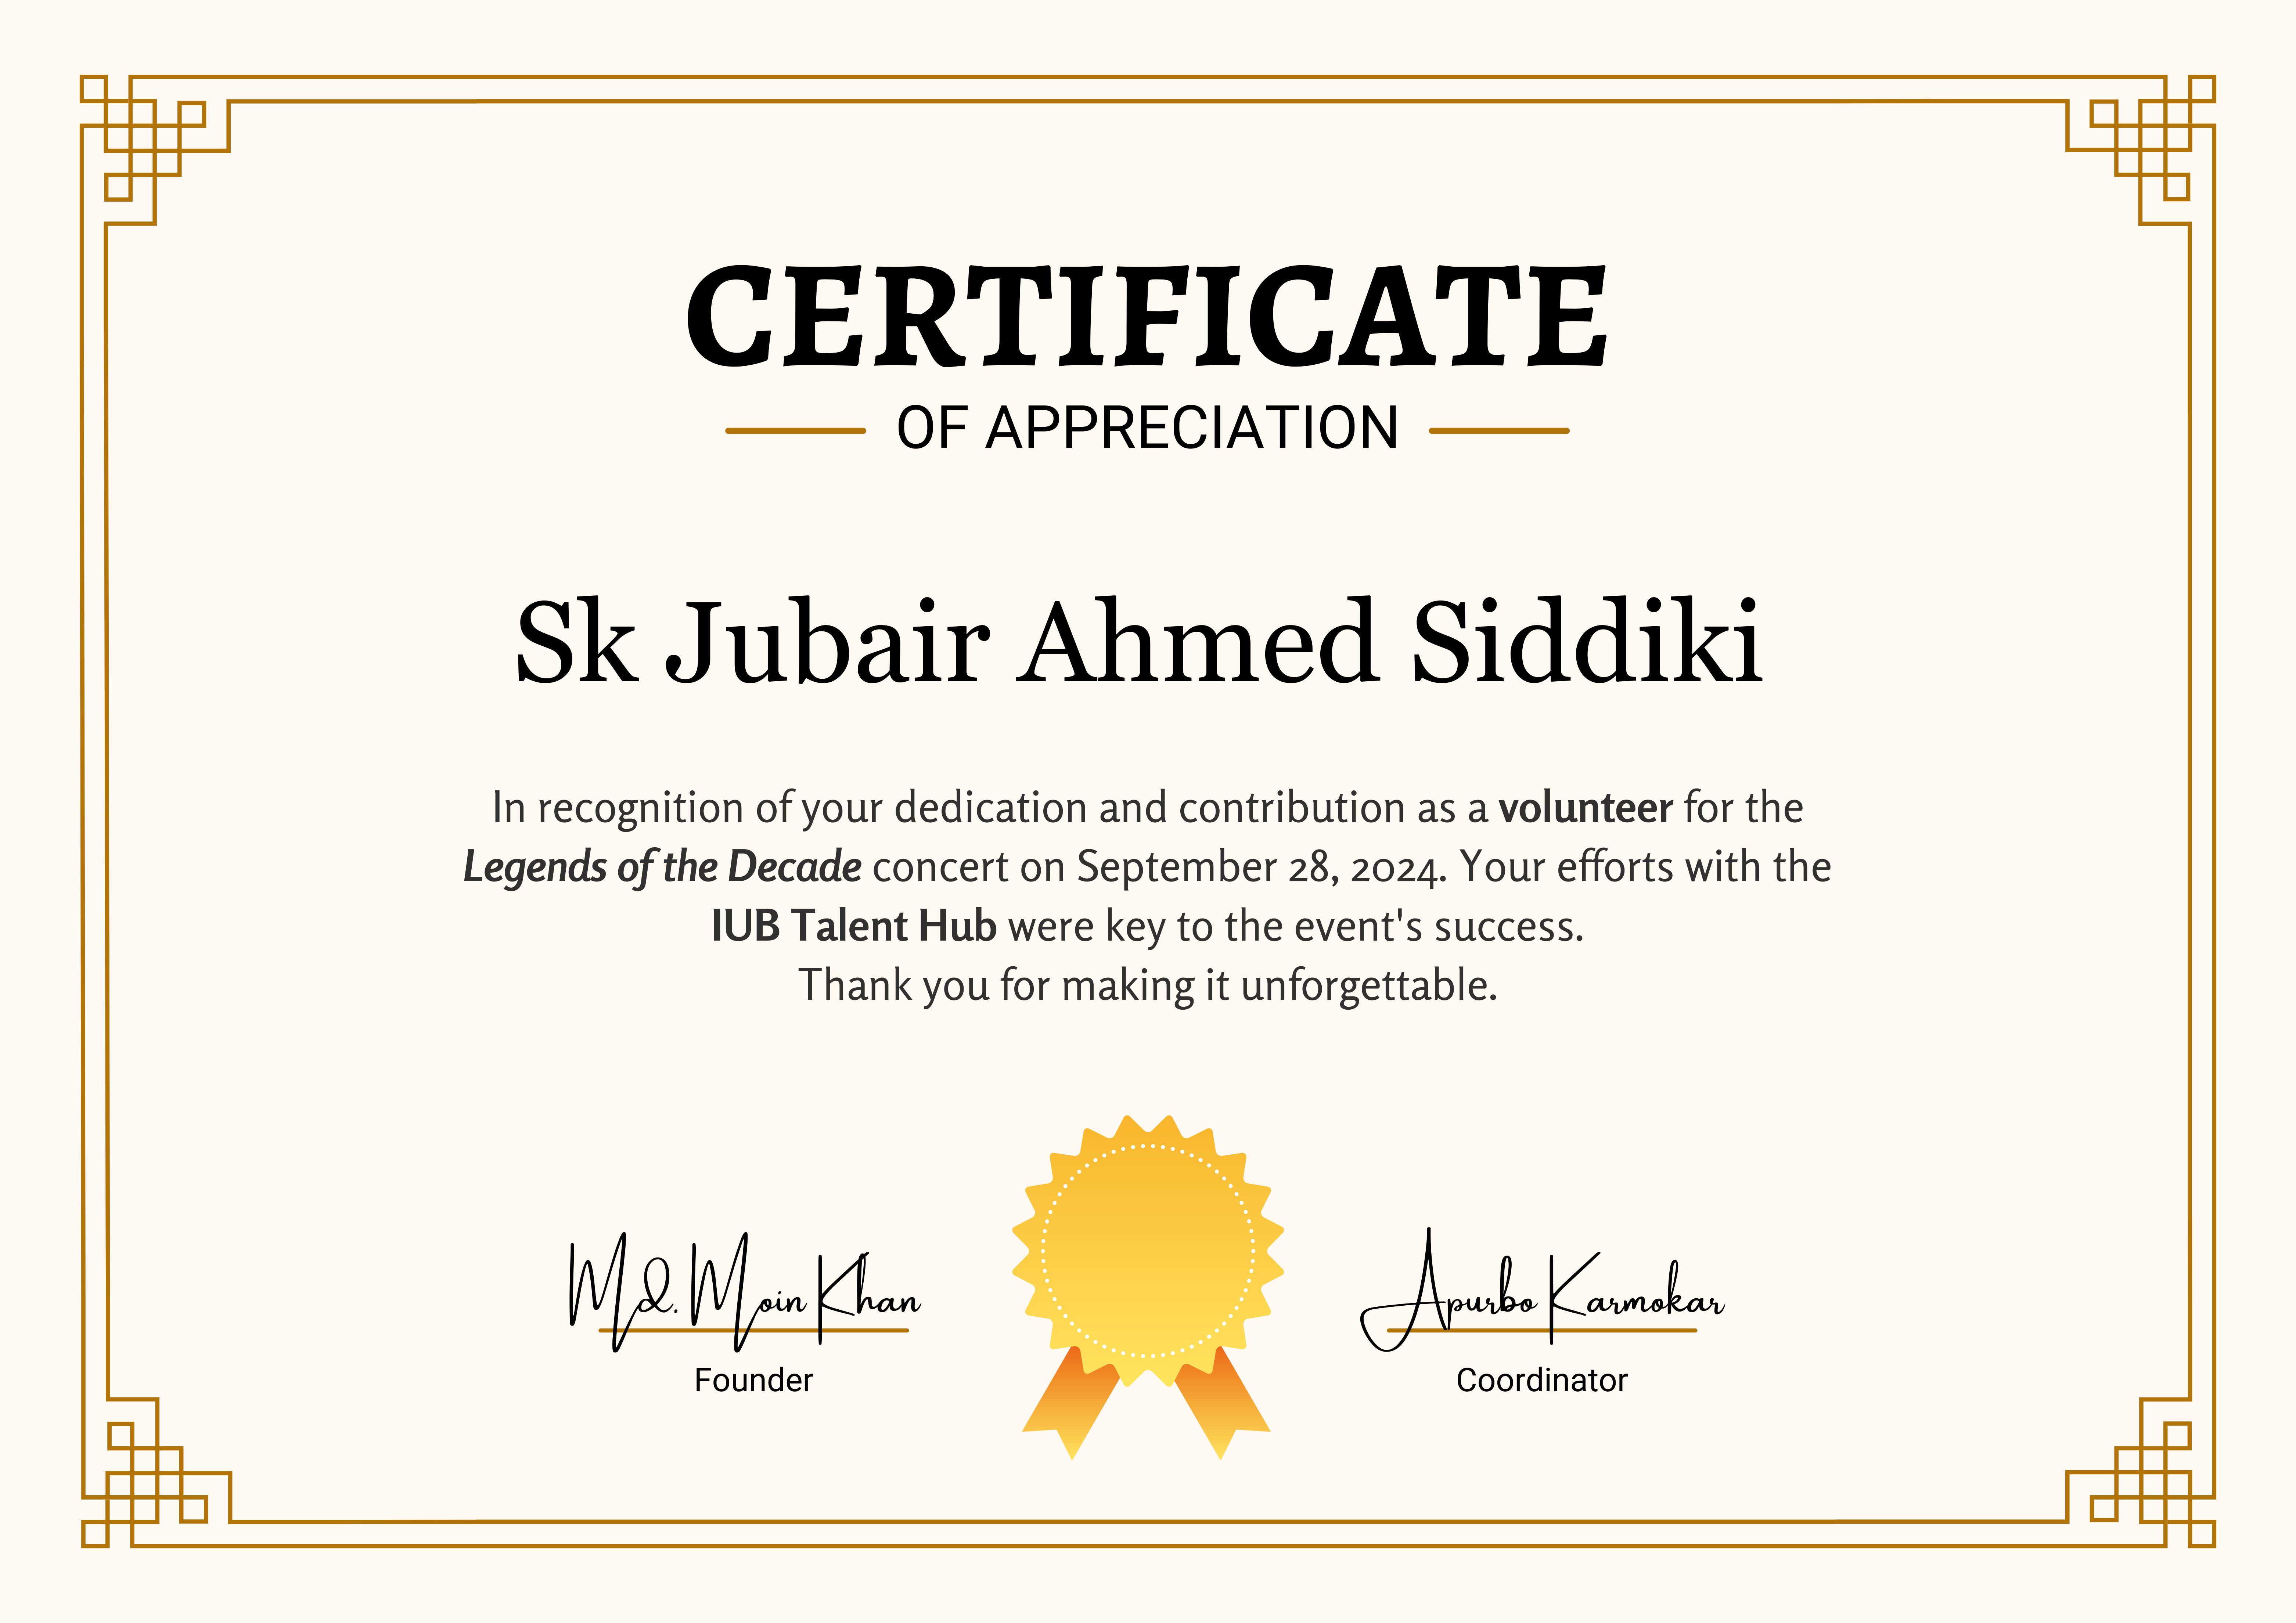 CERTIFICATE
OF APPRECIATION
Sk Jubair Ahmed Siddiki
In recognition of your dedication and contribution as a volunteer for the
Legends of the Decade concert on September 28, 2024. Your efforts with the
IUB Talent Hub were key to the event's success.
Thank you for making it unforgettable.
Md. Moin Khan
Founder
Apurbo Karmokar
Coordinator